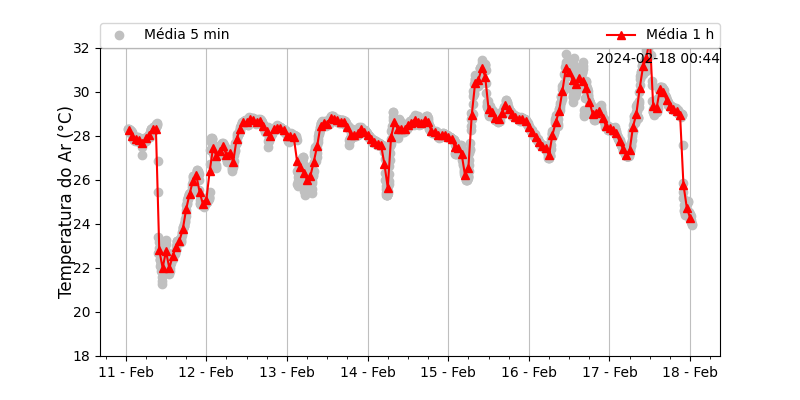 Média 5 min
Média 1 h
2024-02-18 00:44
Temperatura do Ar (°C)
32
30
28
26
24
22
20
18
11 - Feb
12 - Feb
13 - Feb
14 - Feb
15 - Feb
16 - Feb
17 - Feb
18 - Feb